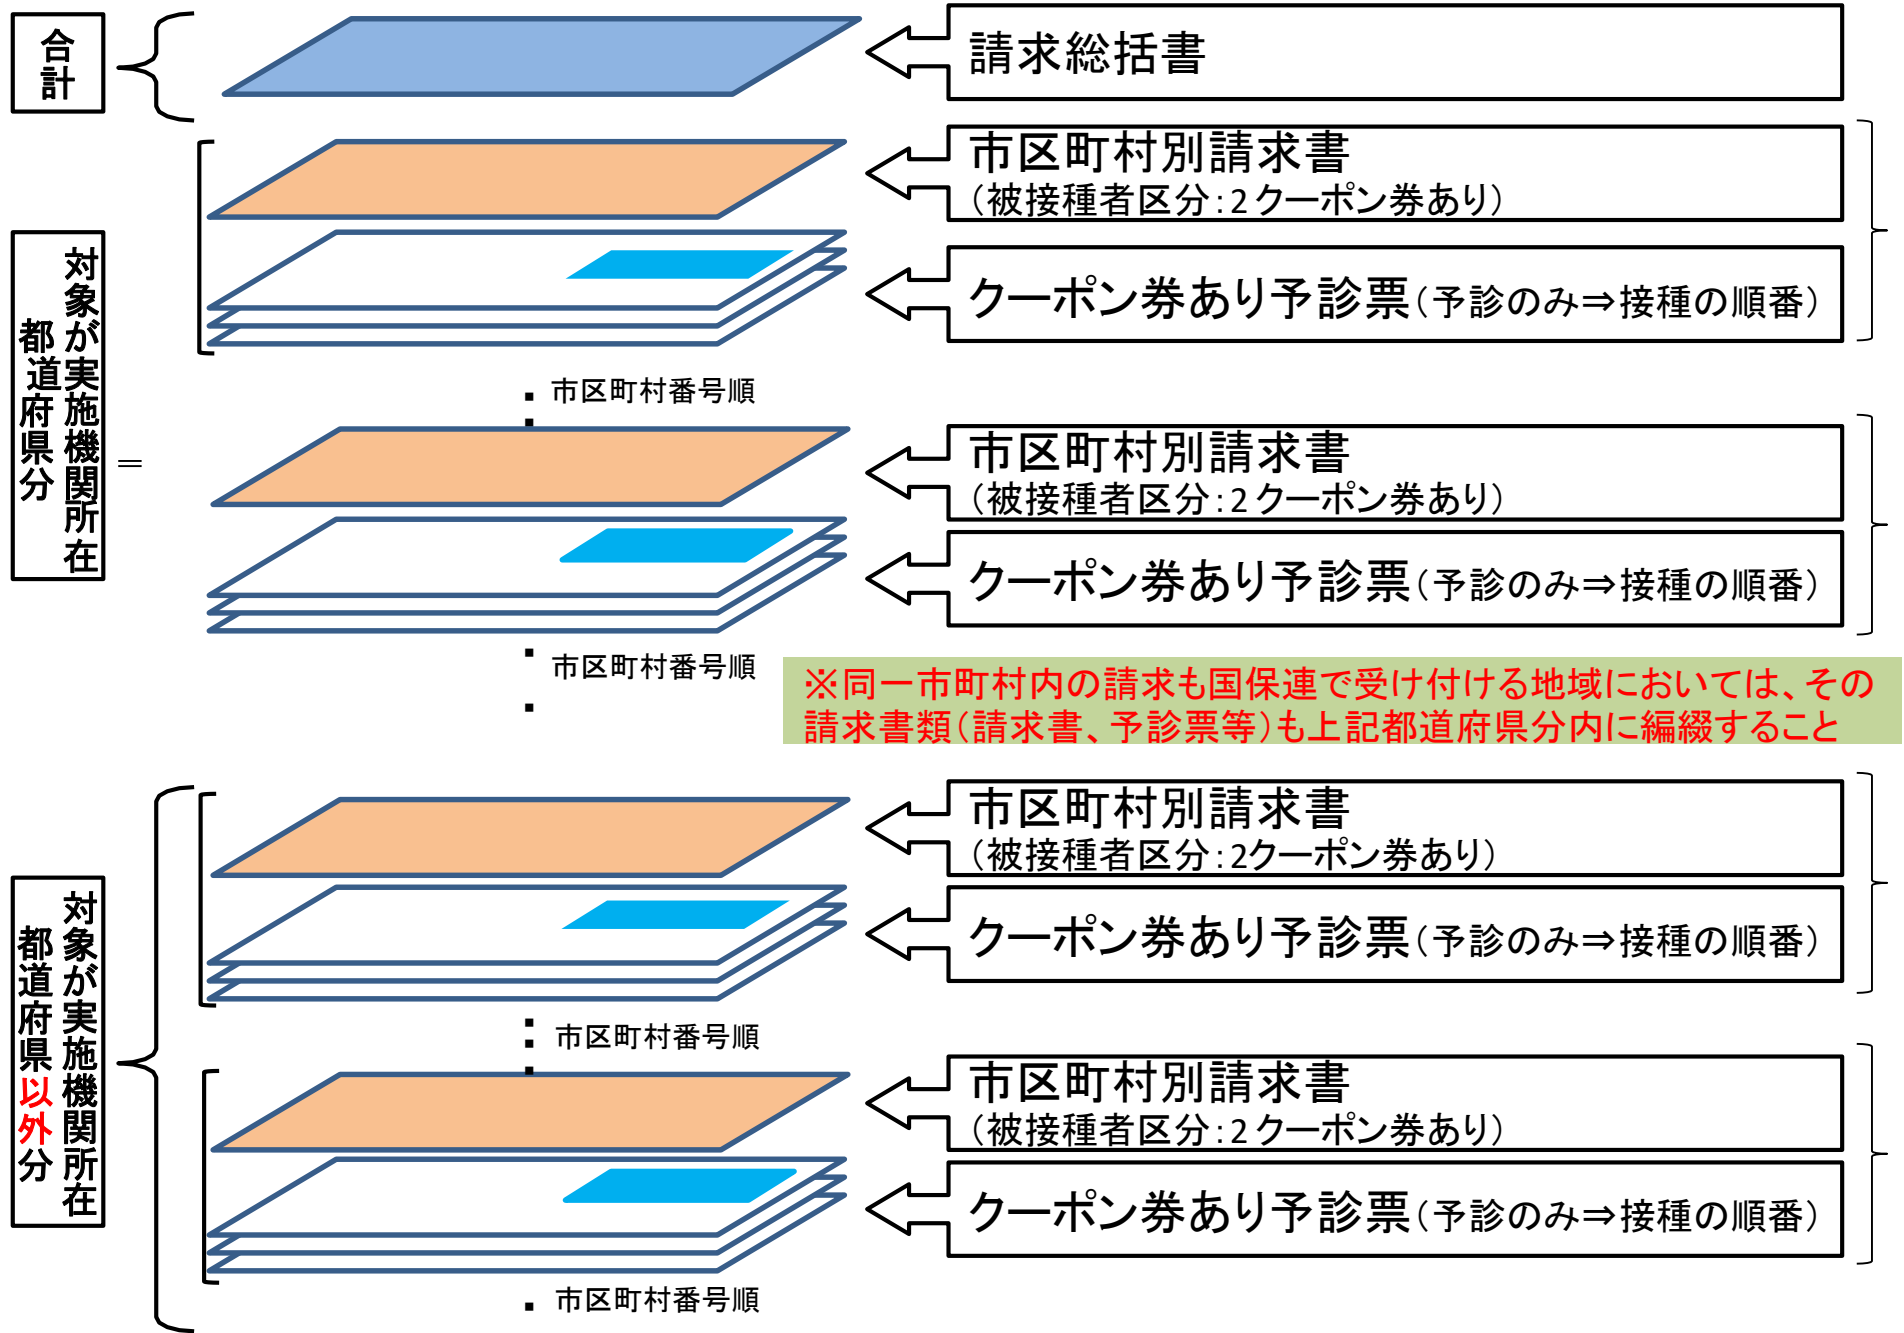 合計
請求総括書
市区町村別請求書
(被接種者区分:2 クーポン券あり)
クーポン券あり予診票(予診のみ⇒接種の順番)
市区町村番号順
対象が実施機関所在
都道府県分
＝
市区町村別請求書
(被接種者区分:2 クーポン券あり)
クーポン券あり予診票(予診のみ⇒接種の順番)
市区町村番号順
※同一市町村内の請求も国保連で受け付ける地域においては、その
請求書類(請求書、予診票等)も上記都道府県分内に編綴すること
市区町村別請求書
(被接種者区分:2クーポン券あり)
クーポン券あり予診票(予診のみ⇒接種の順番)
対象が実施機関所在
都道府県以外分
市区町村番号順
市区町村別請求書
(被接種者区分:2 クーポン券あり)
クーポン券あり予診票(予診のみ⇒接種の順番)
市区町村番号順